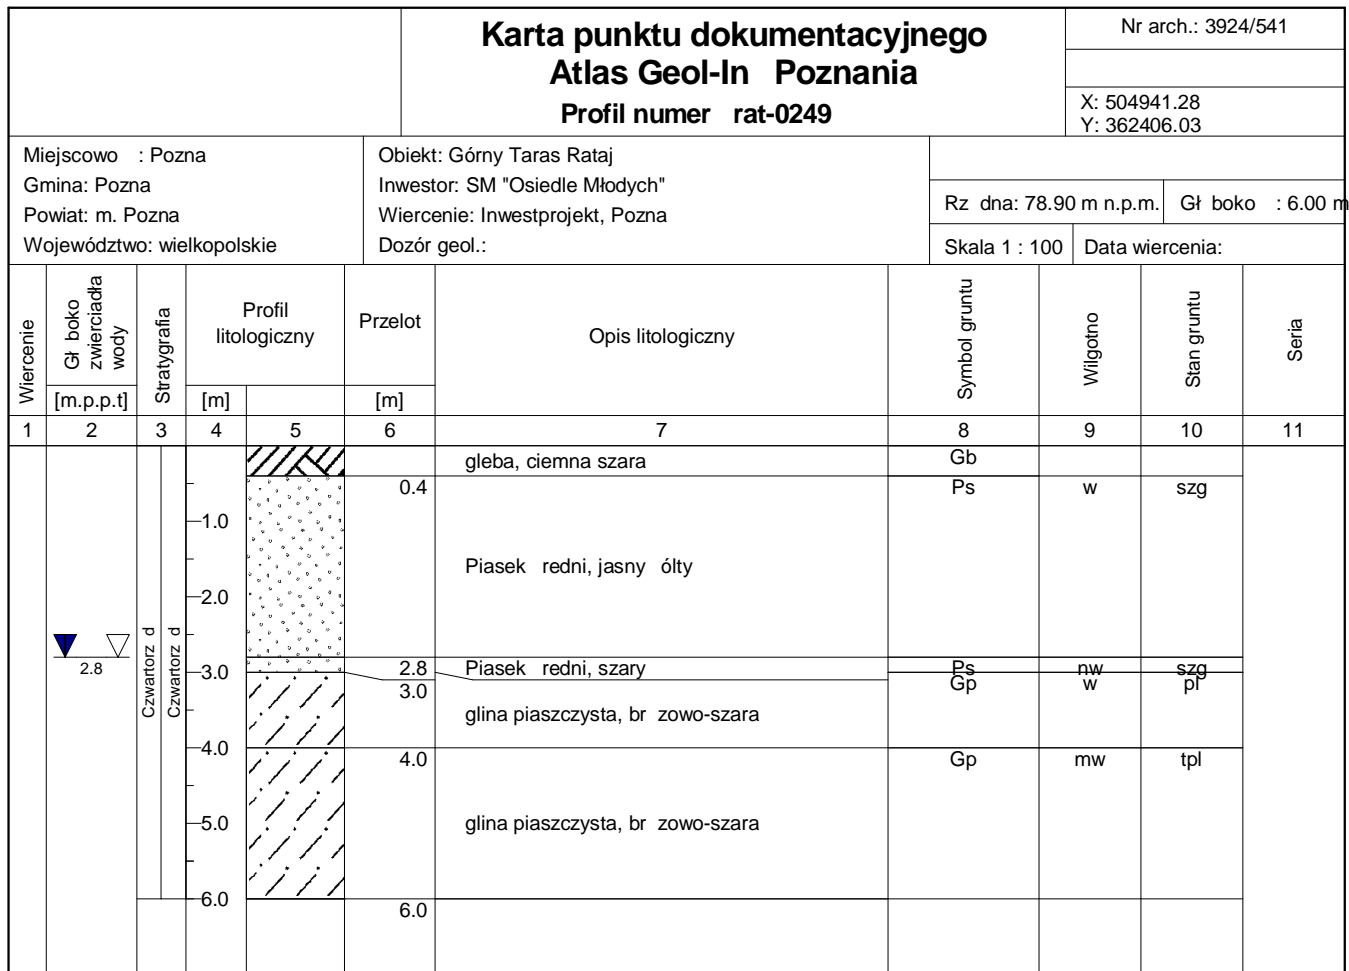 Karta punktu dokumentacyjnego
Atlas Geol-In Poznania
Profil numer rat-0249
Nr arch.: 3924/541
X: 504941.28
Y: 362406.03
Miejscowo : Pozna
Gmina: Pozna
Powiat: m. Pozna
Województwo: wielkopolskie
Obiekt: Górny Taras Rataj
Inwestor: SM "Osiedle Młodych"
Wiercenie: Inwestprojekt, Pozna
Dozór geol.:
Rz dna: 78.90 m n.p.m.
Gł boko : 6.00 m
Skala 1 : 100
Data wiercenia:
Wiercenie
Gł boko
zwierciadła
wody
[m.p.p.t]
Stratygrafia
Profil
litologiczny
[m]
Przelot
[m]
Opis litologiczny
Symbol gruntu
Wilgotno
Stan gruntu
Seria
1 2 3 4 5 6 7 8 9 10 11
gleba, ciemna szara Gb
0.4 Ps w szg
1.0
Piasek redni, jasny ólty
2.0
2.8
Czwartorz d
Czwartorz d
2.8 Piasek redni, szary Ps nw szg
3.0
3.0 Gp w pl
glina piaszczysta, br zowo-szara
4.0
4.0 Gp mw tpl
5.0
glina piaszczysta, br zowo-szara
6.0
6.0